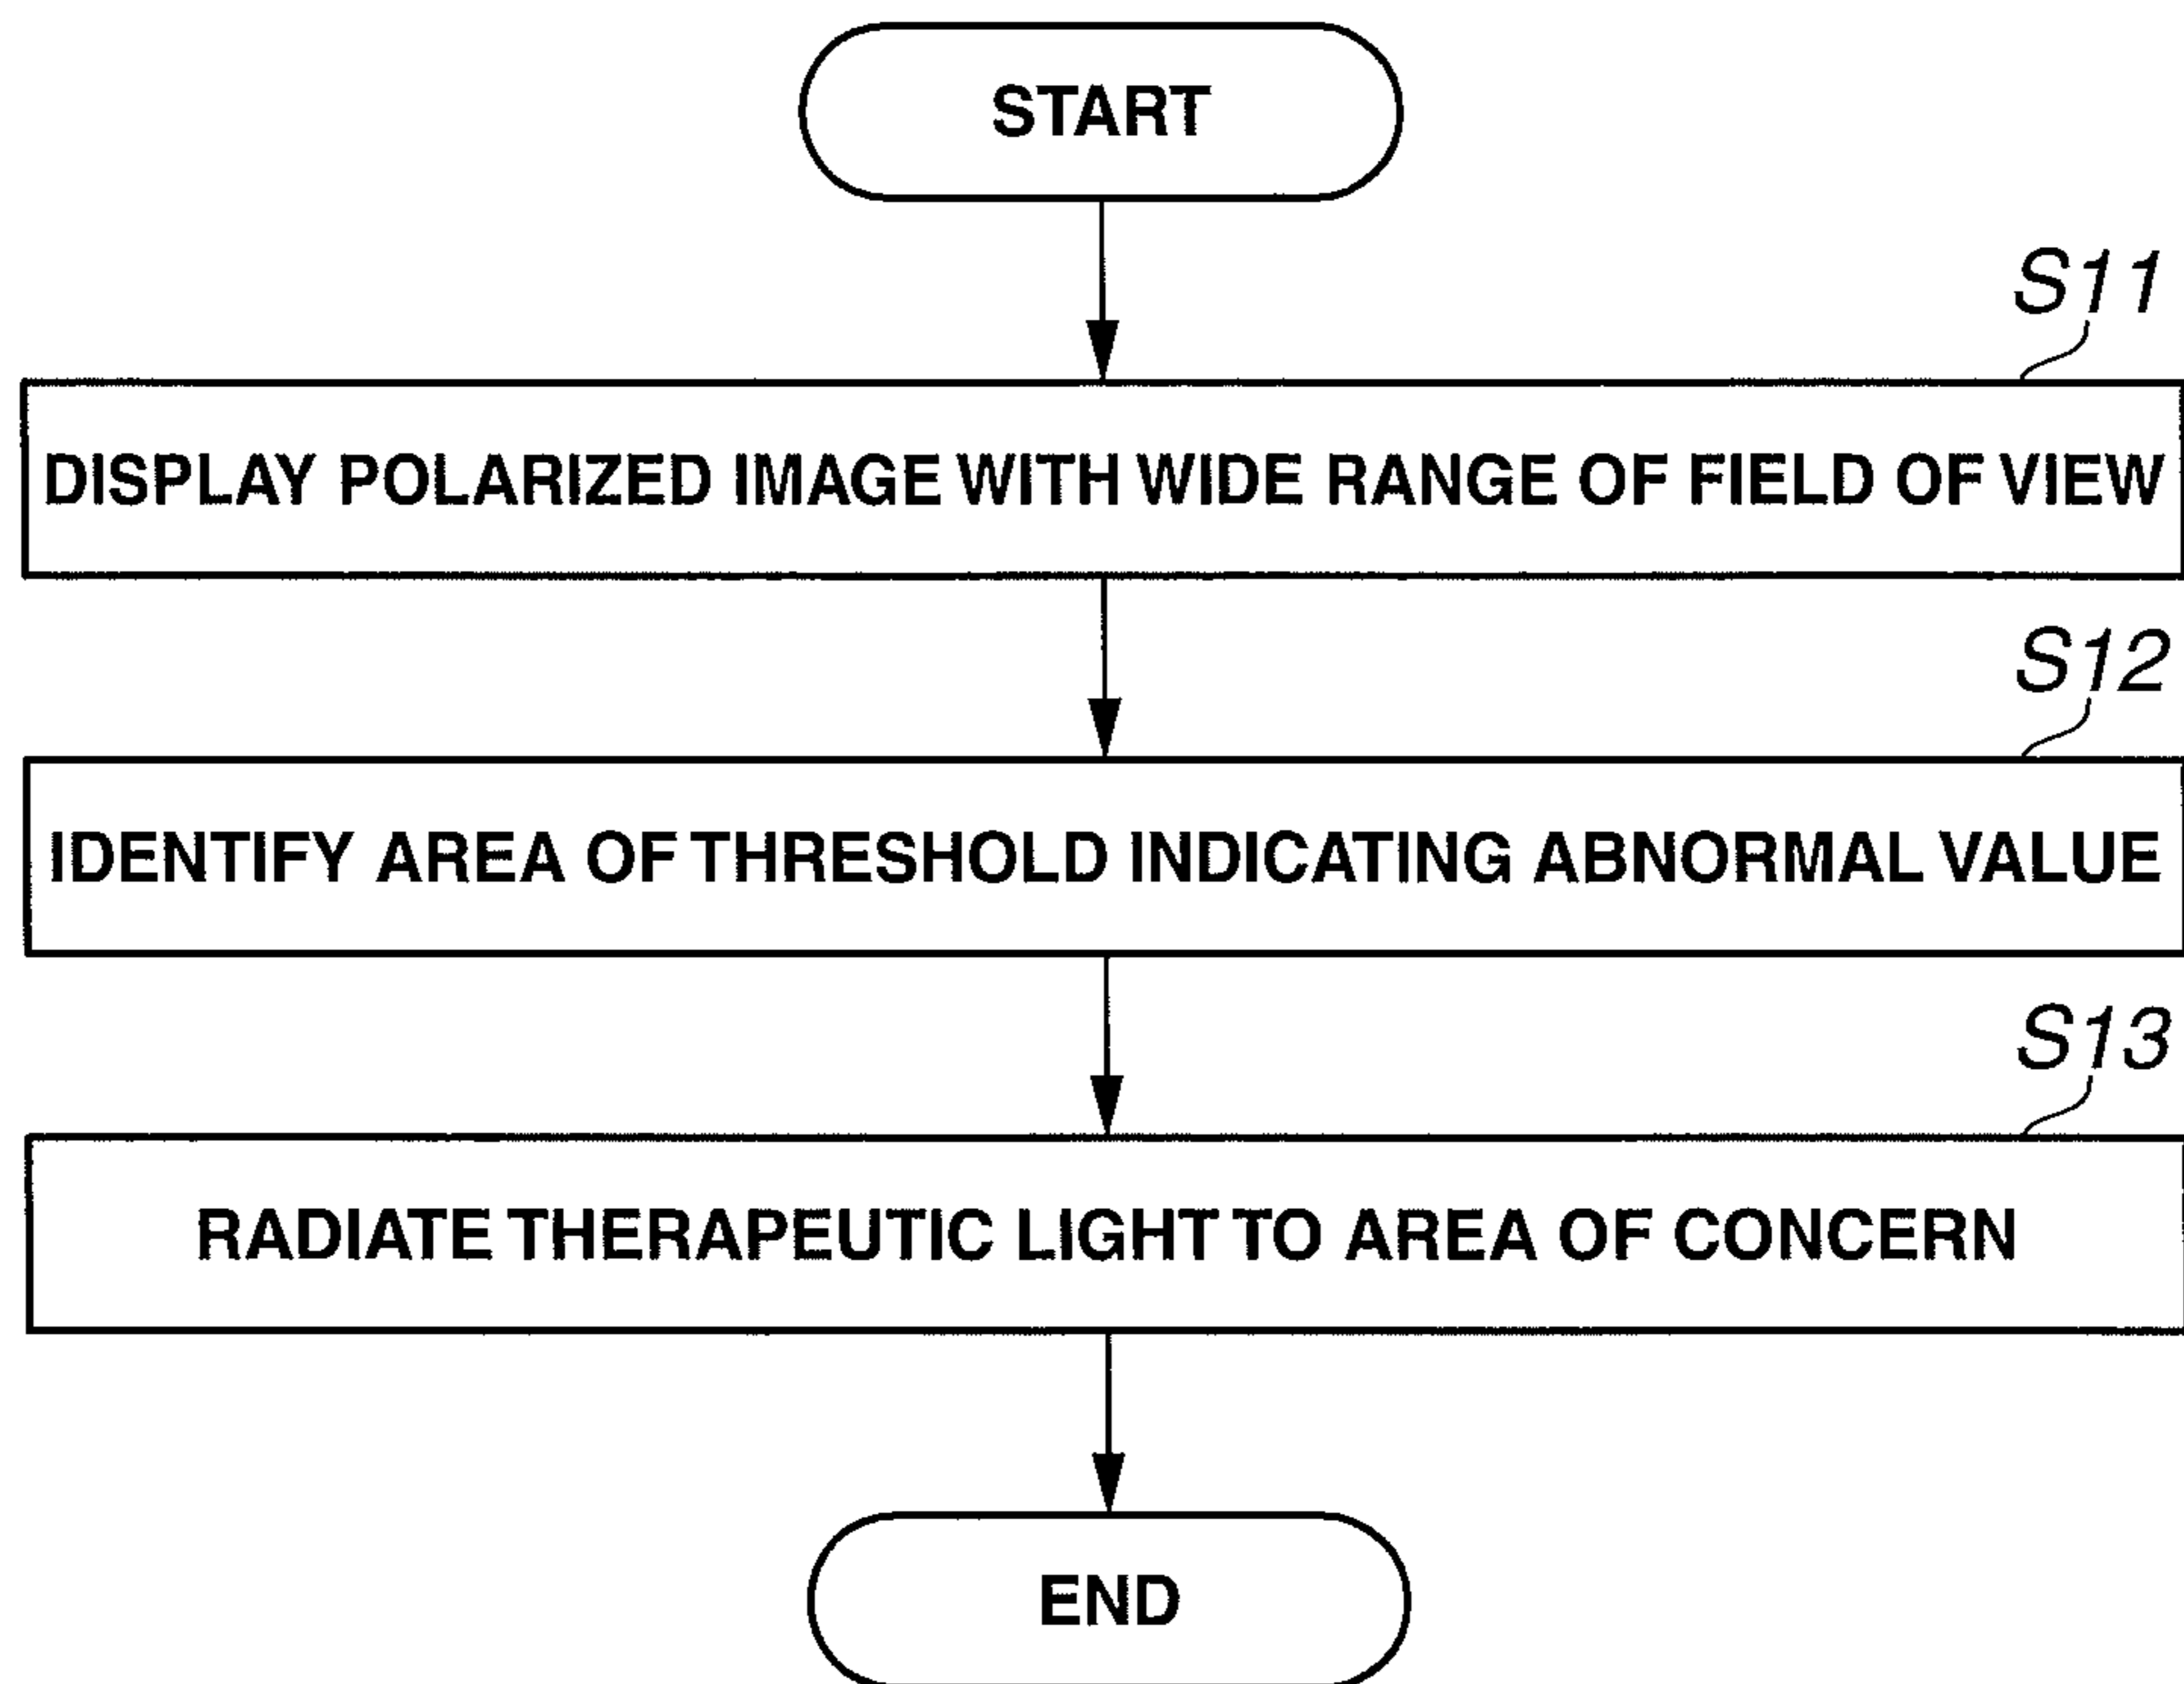 START
S11
DISPLAY POLARIZED IMAGE WITH WIDE RANGE OF FIELD OF VIEW
S12
IDENTIFY AREA OF THRESHOLD INDICATING ABNORMAL VALUE
S13
RADIATE THERAPEUTIC LIGHT TO AREA OF CONCERN
END